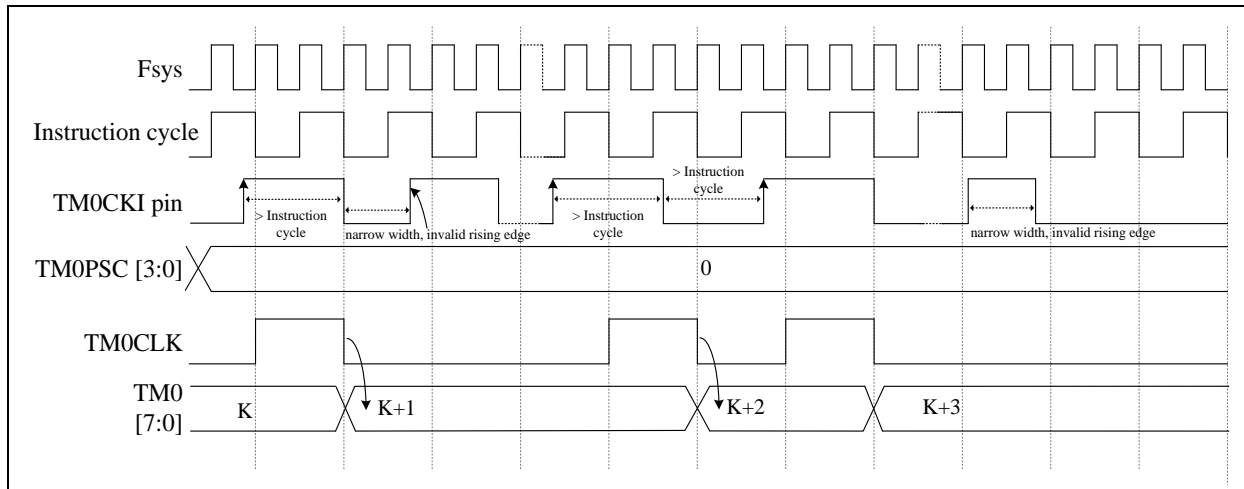 Fsys
Instruction cycle
> Instruction
cycle
TM0CKI pin
> Instruction
cycle
narrow width, invalid rising edge
> Instruction
cycle
narrow width, invalid rising edge
TM0PSC [3:0]
0
TM0CLK
TM0
[7:0]
K
K+1
K+2
K+3